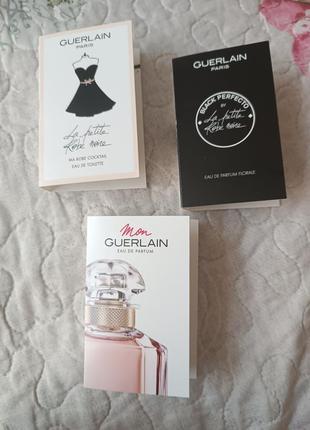 GUERLAIN
PARIS
La petite
Robe noire
MA ROBE COCKTAIL
EAU DE TOILETTE
GUERLAIN
PARIS
BLACK PERFECTO
BY
La petite
Robe noire
EAU DE PARFUM FLORALE
Mon
GUERLAIN
EAU DE PARFUM